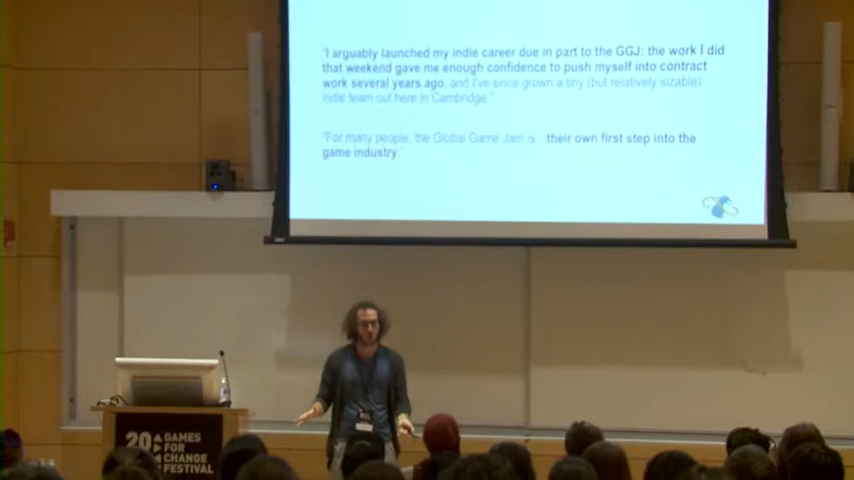 "I arguably launched my indie career due in part to the GGJ: the work I did
that weekend gave me enough confidence to push myself into contract
work several years ago, and I've since grown a tiny (but relatively sizable)
indie team out here in Cambridge."
"For many people, the Global Game Jam is... their own first step into the
game industry."
20 GAMES
FOR
CHANGE
FESTIVAL